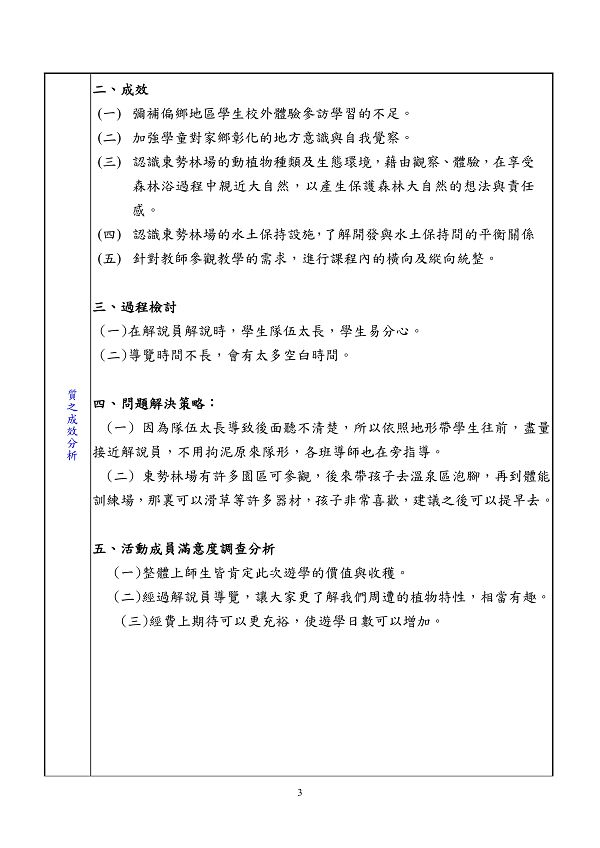 二、成效
(一) 彌補偏鄉地區學生校外體驗參訪學習的不足。
(二) 加強學童對家鄉彰化的地方意識與自我覺察。
(三) 認識東勢林場的動植物種類及生態環境，藉由觀察、體驗，在享受
森林浴過程中親近大自然，以產生保護森林大自然的想法與責任
感。
(四) 認識東勢林場的水土保持設施，了解開發與水土保持間的平衡關係
(五) 針對教師參觀教學的需求，進行課程內的橫向及縱向統整。
三、過程檢討
(一)在解說員解說時，學生隊伍太長，學生易分心。
(二)導覽時間不長，會有太多空白時間。
質之成效分析
四、問題解決策略：
（一）因為隊伍太長導致後面聽不清楚，所以依照地形帶學生往前，盡量
接近解說員，不用拘泥原來隊形，各班導師也在旁指導。
（二）東勢林場有許多園區可參觀，後來帶孩子去溫泉區泡腳，再到體能
訓練場，那裏可以滑草等許多器材，孩子非常喜歡，建議之後可以提早去。
五、活動成員滿意度調查分析
(一)整體上師生皆肯定此次遊學的價值與收穫。
(二)經過解說員導覽，讓大家更了解我們周遭的植物特性，相當有趣。
(三)經費上期待可以更充裕，使遊學日數可以增加。
3